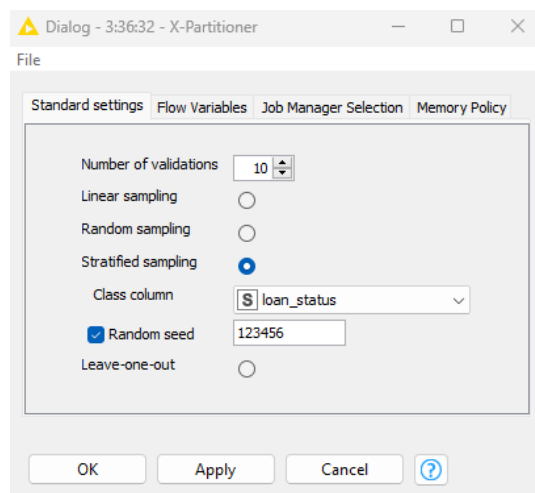 Dialog - 3:36:32 - X-Partitioner
File
Standard settings Flow Variables Job Manager Selection Memory Policy
Number of validations 10
Linear sampling
Random sampling
Stratified sampling
Class column S loan_status
Random seed 123456
Leave-one-out
OK Apply Cancel ?